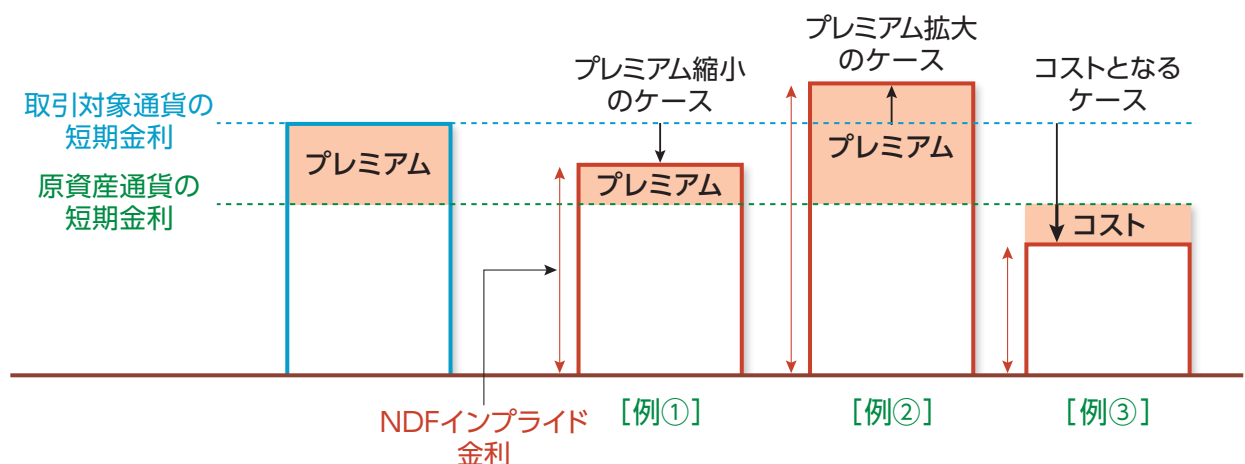 プレミアム拡大
のケース
プレミアム縮小
のケース
コストとなる
ケース
取引対象通貨の
短期金利
プレミアム
プレミアム
プレミアム
原資産通貨の
短期金利
コスト
NDFインプライド
金利
[例①]
[例②]
[例③]